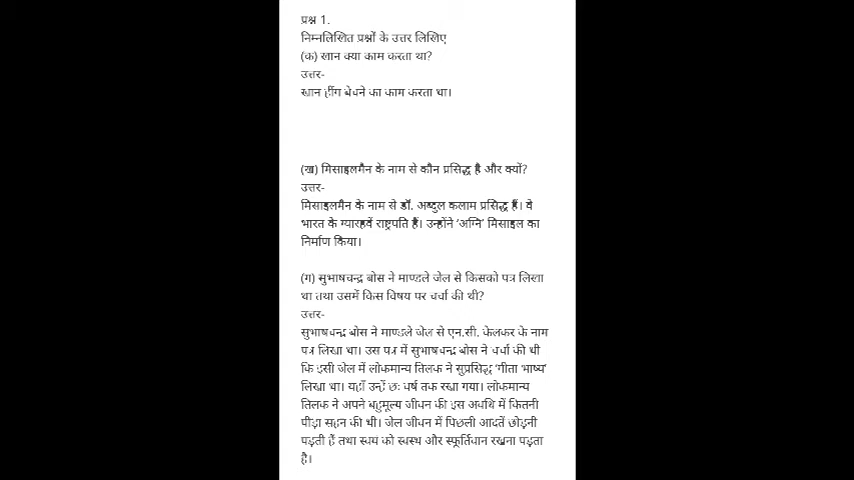 प्रश्न 1.
निम्नलिखित प्रश्नों के उत्तर लिखिए
(क) खान क्या काम करता था?
उत्तर-
खान हींग बेचने का काम करता था।
(ख) मिसाइलमैन के नाम से कौन प्रसिद्ध है और क्यों?
उत्तर-
मिसाइलमैन के नाम से डॉ. अब्दुल कलाम प्रसिद्ध हैं। वे
भारत के ग्यारहवें राष्ट्रपति हैं। उन्होंने ‘अग्नि’ मिसाइल का
निर्माण किया।
(ग) सुभाषचन्द्र बोस ने माण्डले जेल से किसको पत्र लिखा
था तथा उसमें किस विषय पर चर्चा की थी?
उत्तर-
सुभाषचन्द्र बोस ने माण्डले जेल से एन.सी. केलकर के नाम
पत्र लिखा था। उस पत्र में सुभाषचन्द्र बोस ने चर्चा की थी
कि इसी जेल में लोकमान्य तिलक ने सुप्रसिद्ध ‘गीता भाष्य’
लिखा था। यहाँ उन्हें छः वर्ष तक रखा गया। लोकमान्य
तिलक ने अपने बहुमूल्य जीवन की इस अवधि में कितनी
पीड़ा सहन की थी। जेल जीवन में पिछली आदतें छोड़नी
पड़ती हैं तथा स्वयं को स्वस्थ और स्फूर्तिवान रखना पड़ता
है।